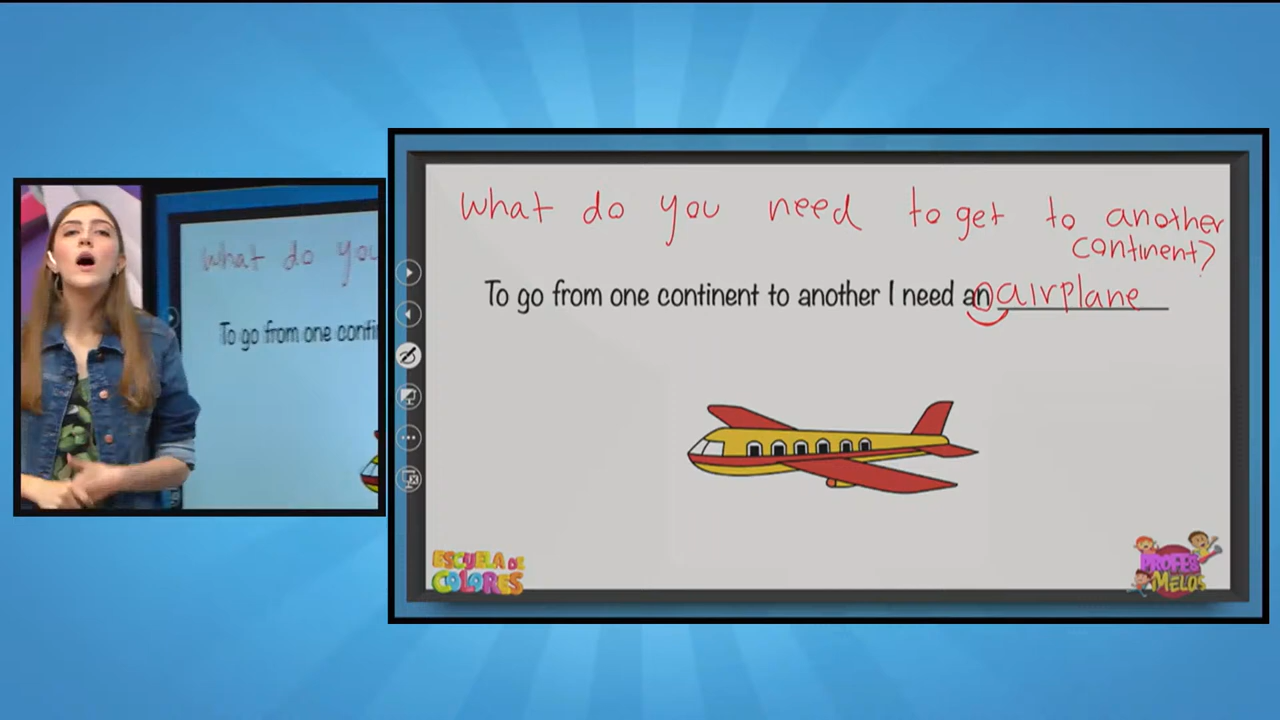 What do you need to get to another
continent?
To go from one continent to another I need an airplane
ESCUELA DE
COLORES
PROFES
MELOS
What do you
To go from one conti